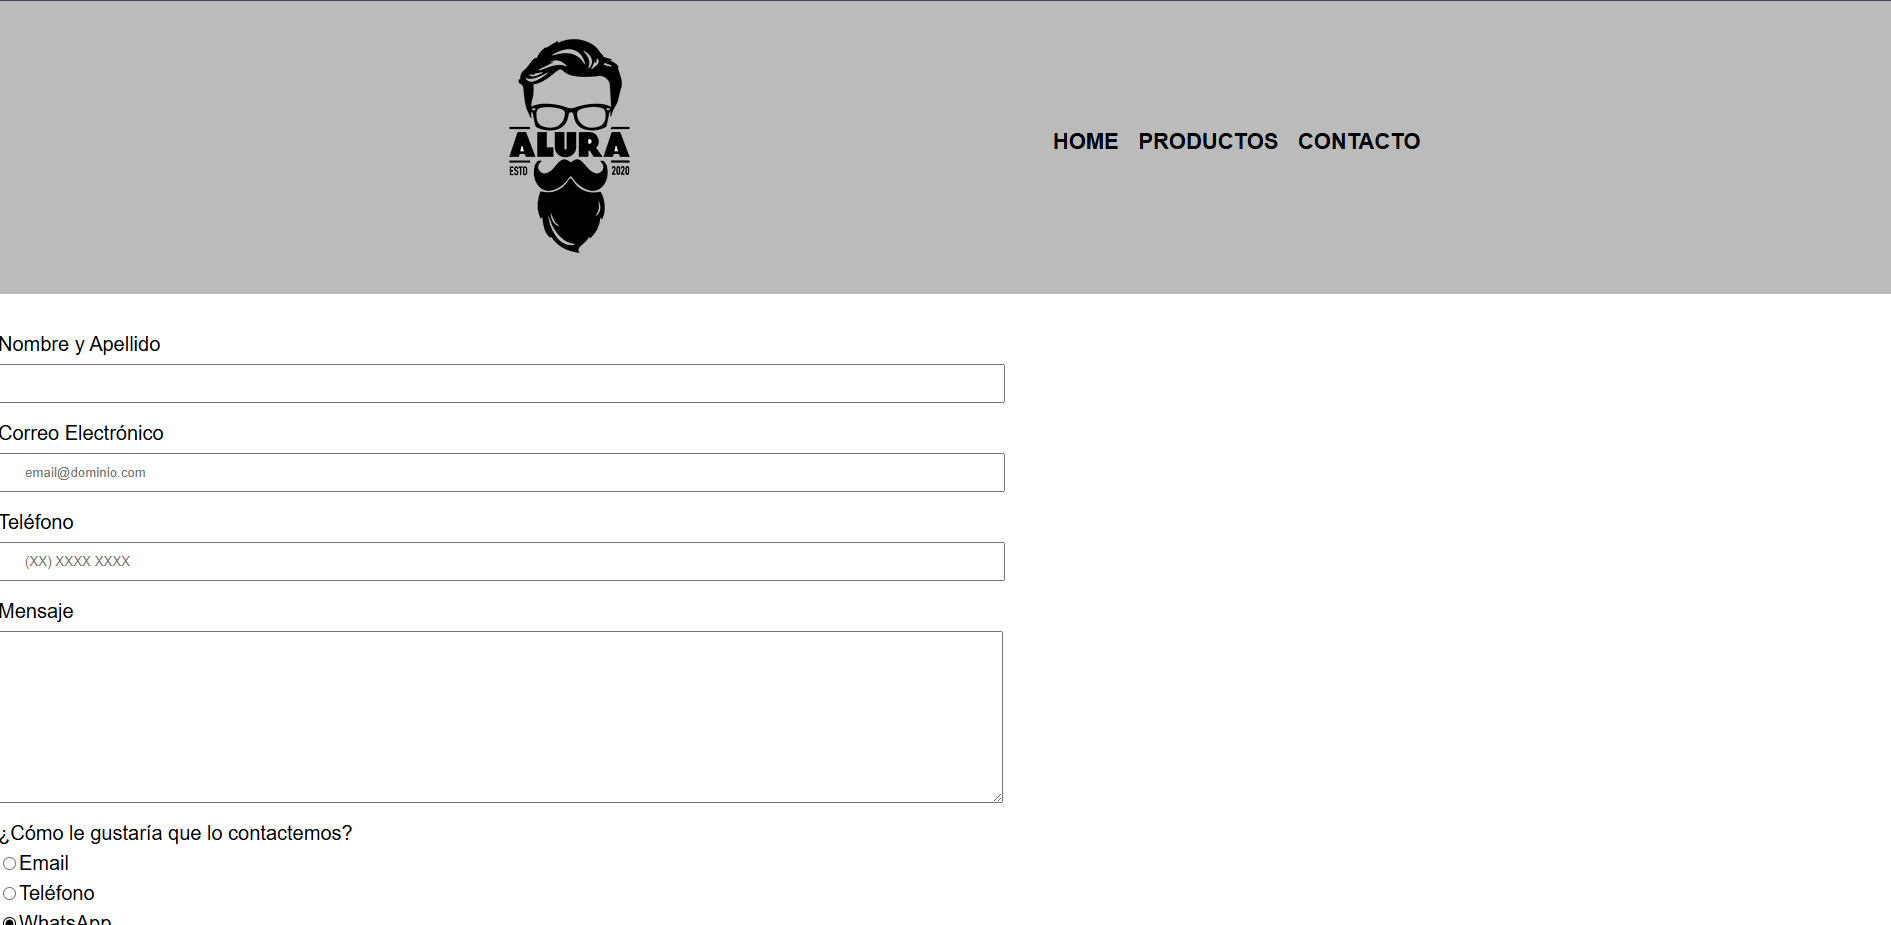 ALURA
ESTD 2020
HOME PRODUCTOS CONTACTO
Nombre y Apellido
Correo Electrónico
email@dominio.com
Teléfono
(XX) XXXX XXXX
Mensaje
¿Cómo le gustaría que lo contactemos?
Email
Teléfono
WhatsApp